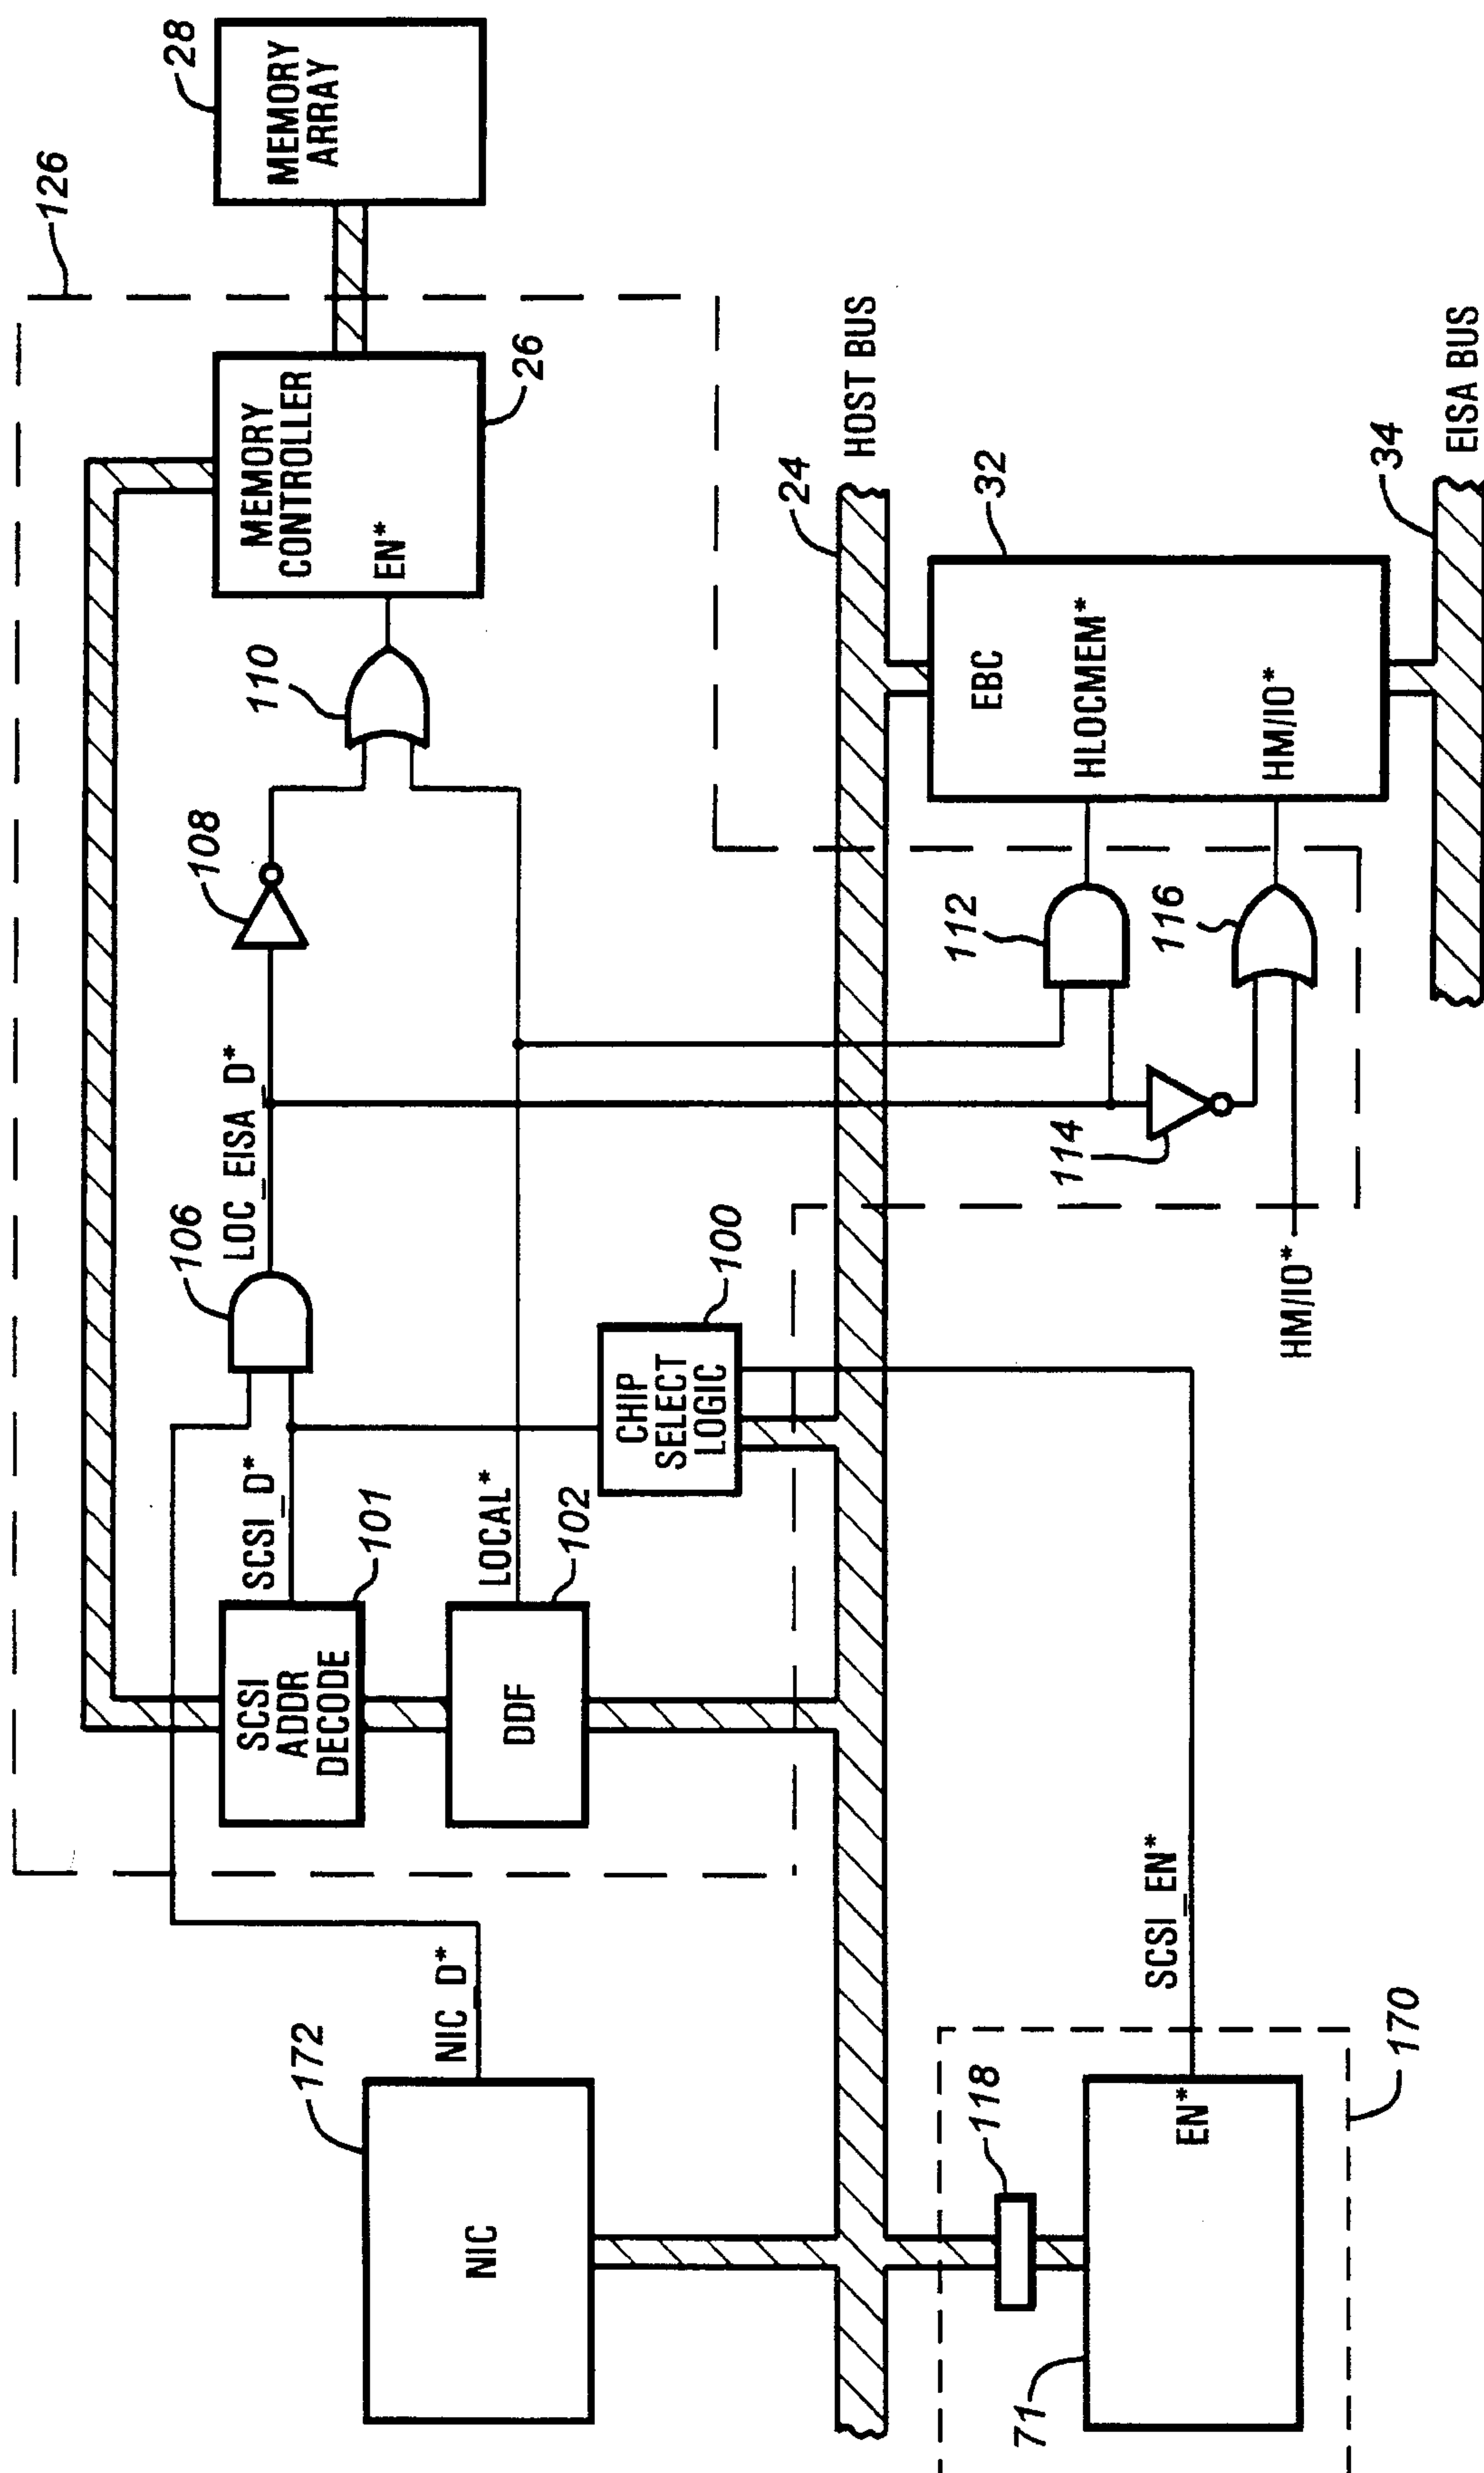 126
28
MEMORY
ARRAY
MEMORY
CONTROLLER
EN*
26
110
108
LOC_EISA_D*
106
SCSI_D*
SCSI
ADDR
DECODE
101
LOCAL*
DDF
102
CHIP
SELECT
LOGIC
100
NIC_D*
172
NIC
24
HOST BUS
EBC
32
HLOCMEM*
HM/IO*
112
116
114
HM/IO*
34
EISA BUS
SCSI_EN*
118
EN*
71
170